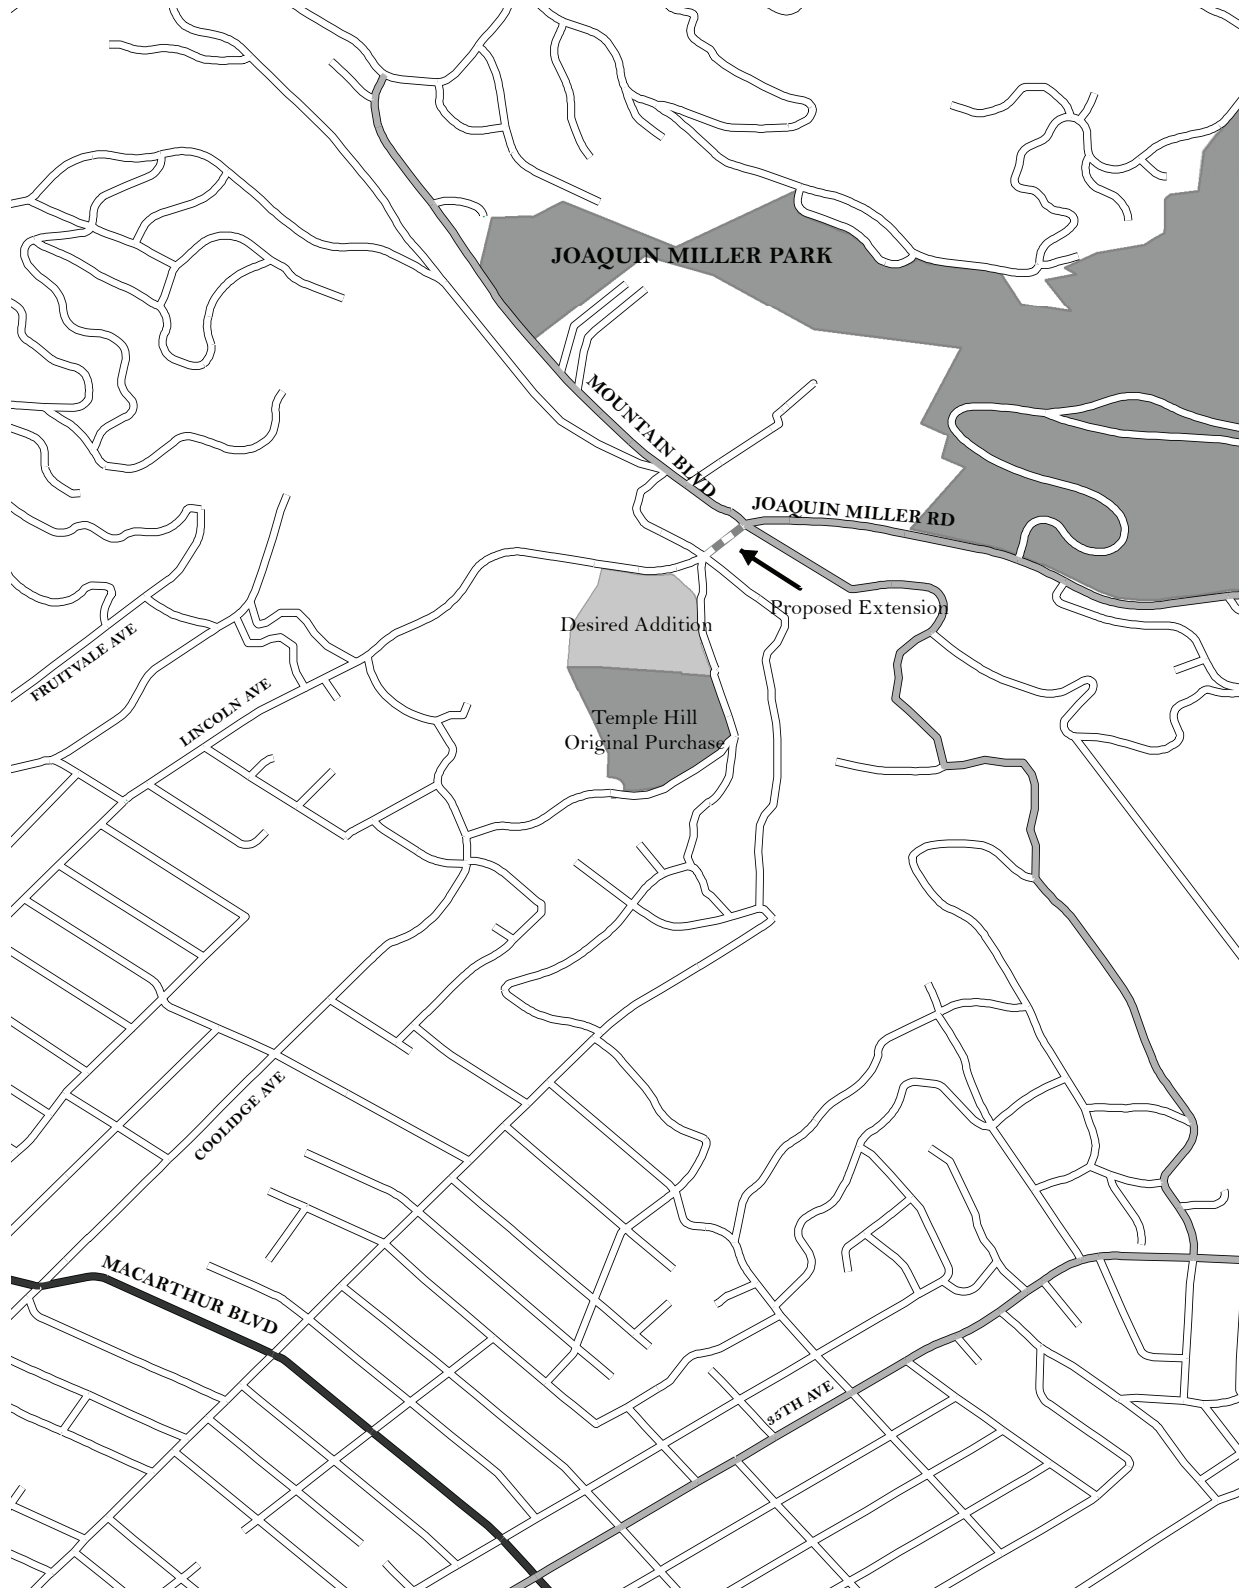 JOAQUIN MILLER PARK
MOUNTAIN BLVD
JOAQUIN MILLER RD
Proposed Extension
Desired Addition
FRUITVALE AVE
LINCOLN AVE
Temple Hill
Original Purchase
COOLIDGE AVE
MACARTHUR BLVD
35TH AVE